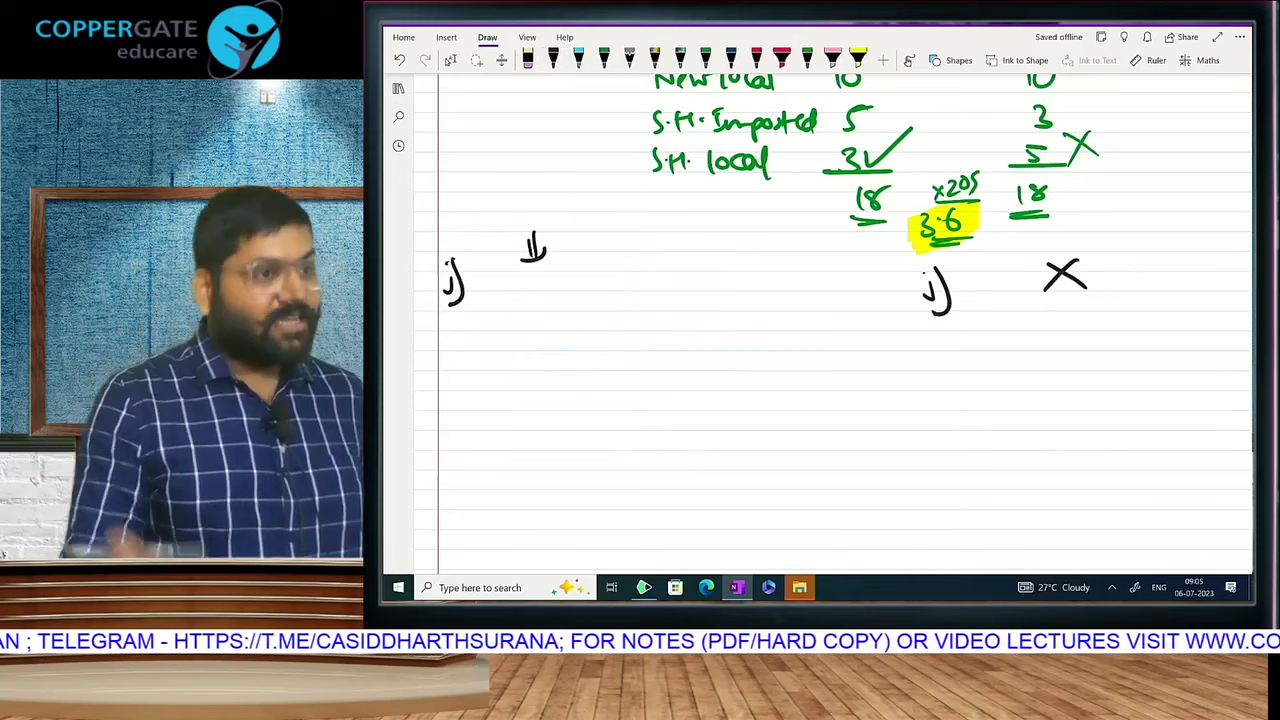 COPPERGATE
educare
Home Insert Draw View Help
Saved offline
Share
Shapes
Ink to Shape
Ink to Text
Ruler
Maths
New local 10 10
S.H. Imported 5 3
S.H. local 3 5
18 ×20% 18
3.6
i)
i)
Type here to search
27°C Cloudy
ENG
09:05
06-07-2023
AN ; TELEGRAM - HTTPS://T.ME/CASIDDHARTHSURANA; FOR NOTES (PDF/HARD COPY) OR VIDEO LECTURES VISIT WWW.CO